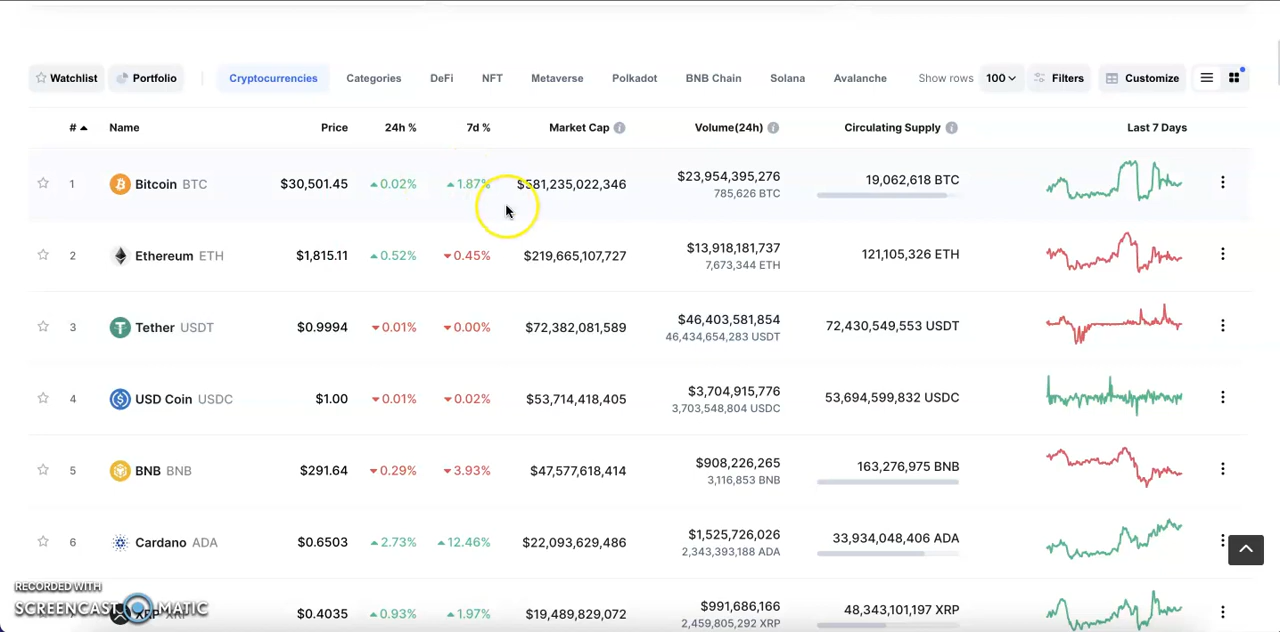 Watchlist Portfolio Cryptocurrencies Categories DeFi NFT Metaverse Polkadot BNB Chain Solana Avalanche Show rows 100 Filters Customize
# Name Price 24h % 7d % Market Cap Volume(24h) Circulating Supply Last 7 Days
1 Bitcoin BTC $30,501.45 0.02% 1.87% $581,235,022,346 $23,954,395,276 19,062,618 BTC
785,626 BTC
2 Ethereum ETH $1,815.11 0.52% 0.45% $219,665,107,727 $13,918,181,737 121,105,326 ETH
7,673,344 ETH
3 Tether USDT $0.9994 0.01% 0.00% $72,382,081,589 $46,403,581,854 72,430,549,553 USDT
46,434,654,283 USDT
4 USD Coin USDC $1.00 0.01% 0.02% $53,714,418,405 $3,704,915,776 53,694,599,832 USDC
3,703,548,804 USDC
5 BNB BNB $291.64 0.29% 3.93% $47,577,618,414 $908,226,265 163,276,975 BNB
3,116,853 BNB
6 Cardano ADA $0.6503 2.73% 12.46% $22,093,629,486 $1,525,726,026 33,934,048,406 ADA
2,343,393,188 ADA
XRP XRP $0.4035 0.93% 1.97% $19,489,829,072 $991,686,166 48,343,101,197 XRP
2,459,805,292 XRP
RECORDED WITH
SCREENCAST MATIC